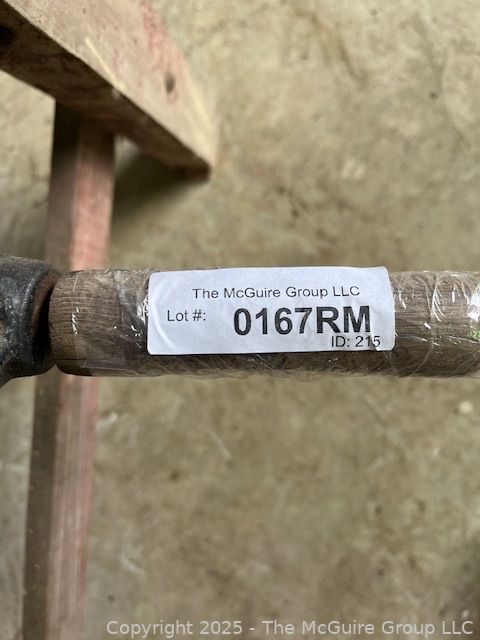 The McGuire Group LLC
Lot #: 0167RM
ID: 215
Copyright 2025 - The McGuire Group LLC